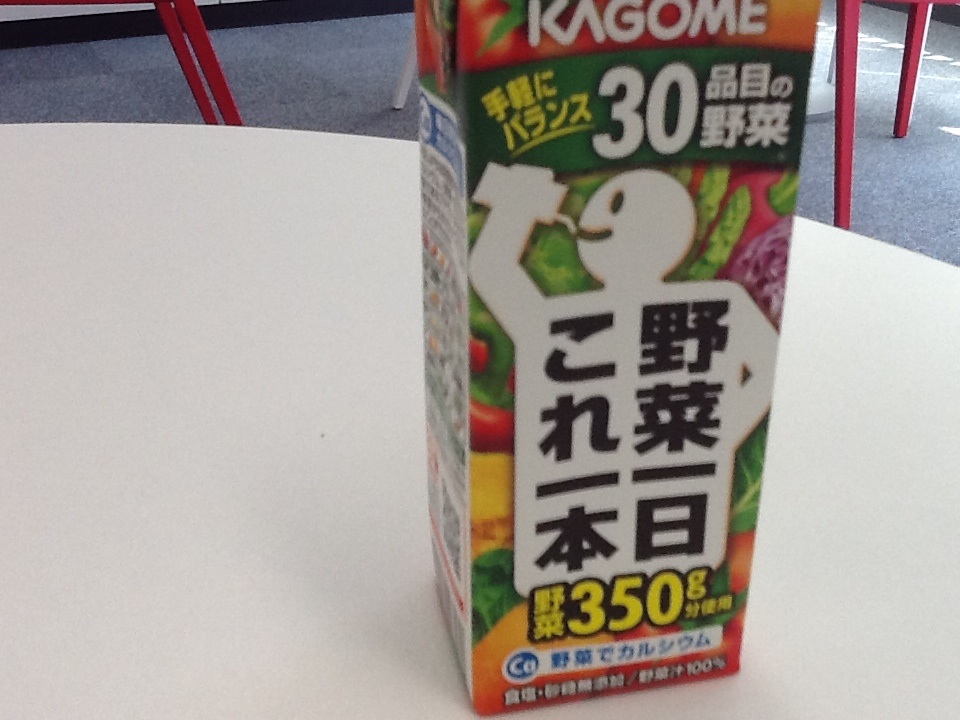 KAGOME
手軽に
バランス
30品目の
野菜
野菜一日
これ一本
野菜350g分使用
Ca 野菜でカルシウム
食塩・砂糖無添加/野菜汁100%